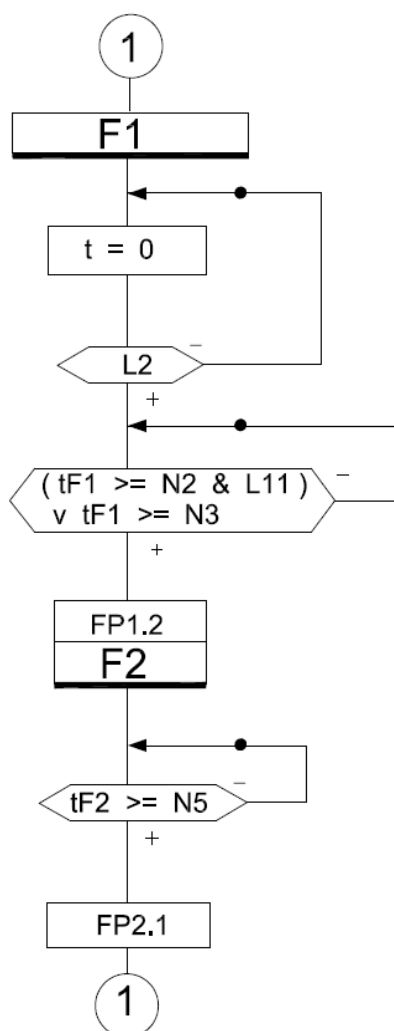 1
F1
t = 0
−
L2
+
( tF1 >= N2 & L11 )
−
v tF1 >= N3
+
FP1.2
F2
−
tF2 >= N5
+
FP2.1
1